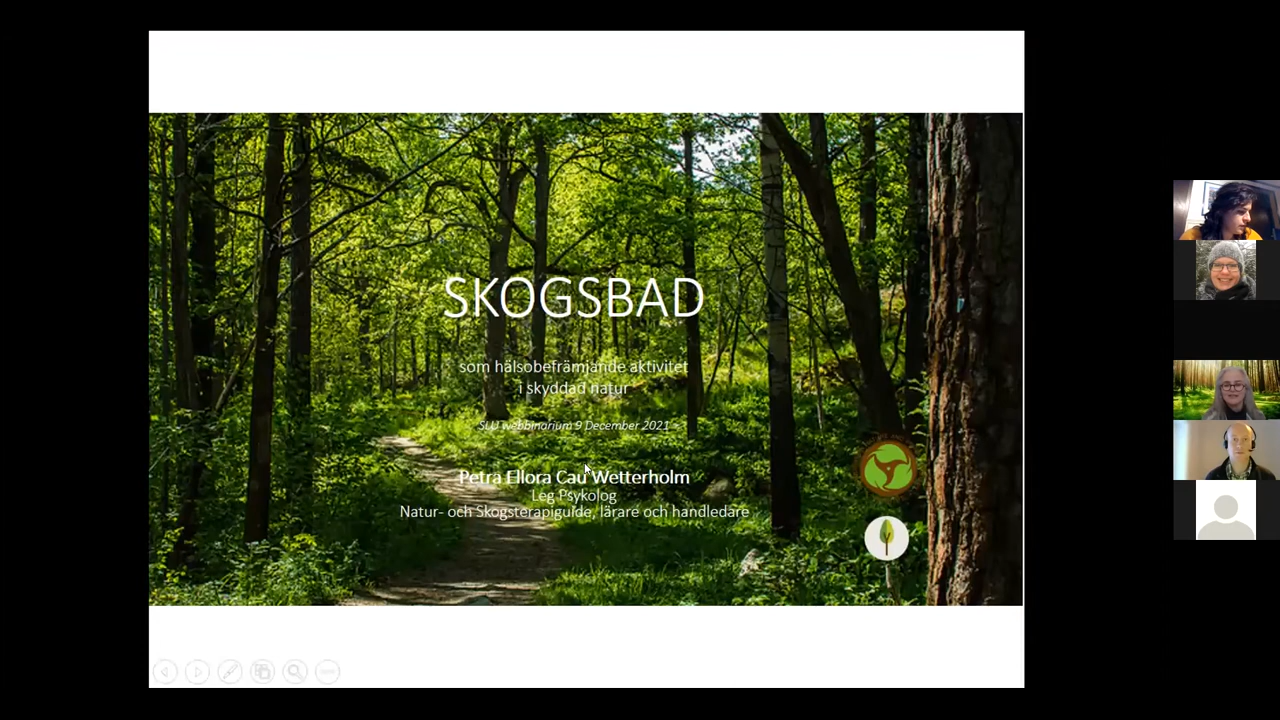 SKOGSBAD
som hälsobefrämjande aktivitet
i skyddad natur
SLU webbinarium 9 December 2021
Petra Ellora Cau Wetterholm
Leg Psykolog
Natur- och Skogsterapiguide, lärare och handledare